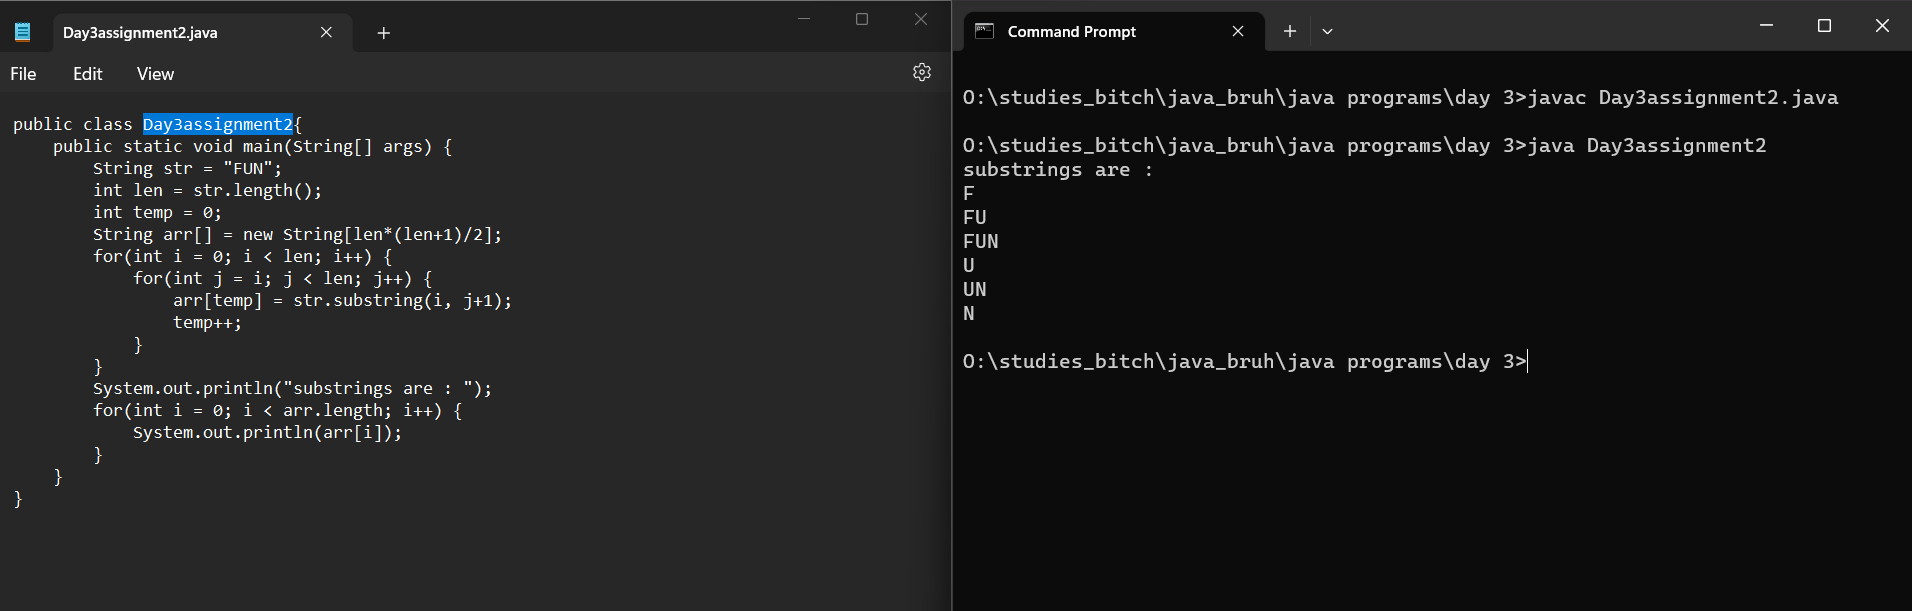 Day3assignment2.java
File Edit View
public class Day3assignment2{
    public static void main(String[] args) {
        String str = "FUN";
        int len = str.length();
        int temp = 0;
        String arr[] = new String[len*(len+1)/2];
        for(int i = 0; i < len; i++) {
            for(int j = i; j < len; j++) {
                arr[temp] = str.substring(i, j+1);
                temp++;
            }
        }
        System.out.println("substrings are : ");
        for(int i = 0; i < arr.length; i++) {
            System.out.println(arr[i]);
        }
    }
}
Command Prompt
O:\studies_bitch\java_bruh\java programs\day 3>javac Day3assignment2.java
O:\studies_bitch\java_bruh\java programs\day 3>java Day3assignment2
substrings are :
F
FU
FUN
U
UN
N
O:\studies_bitch\java_bruh\java programs\day 3>